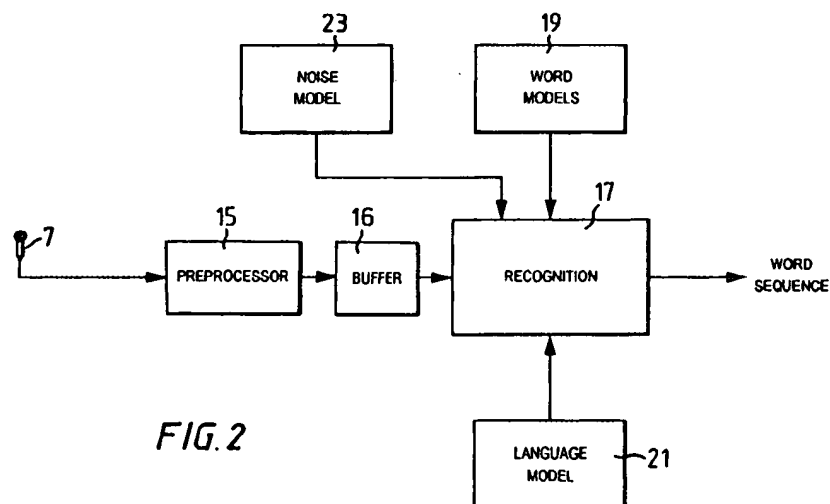 23
NOISE
MODEL
19
WORD
MODELS
7
15
PREPROCESSOR
16
BUFFER
17
RECOGNITION
WORD
SEQUENCE
FIG. 2
LANGUAGE
MODEL
21